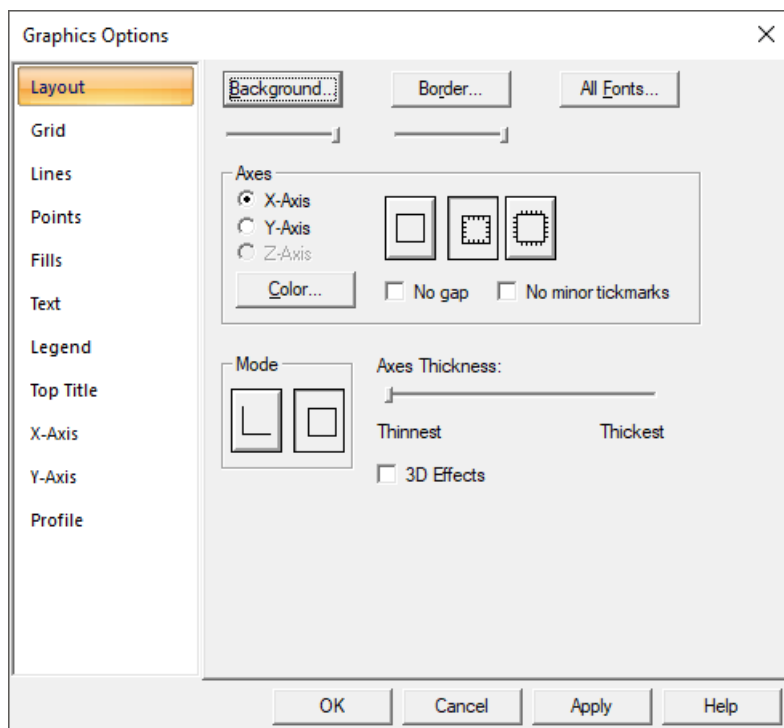 Graphics Options
Layout
Grid
Lines
Points
Fills
Text
Legend
Top Title
X-Axis
Y-Axis
Profile
Background...
Border...
All Fonts...
Axes
X-Axis
Y-Axis
Z-Axis
Color...
No gap
No minor tickmarks
Mode
Axes Thickness:
Thinnest
Thickest
3D Effects
OK
Cancel
Apply
Help